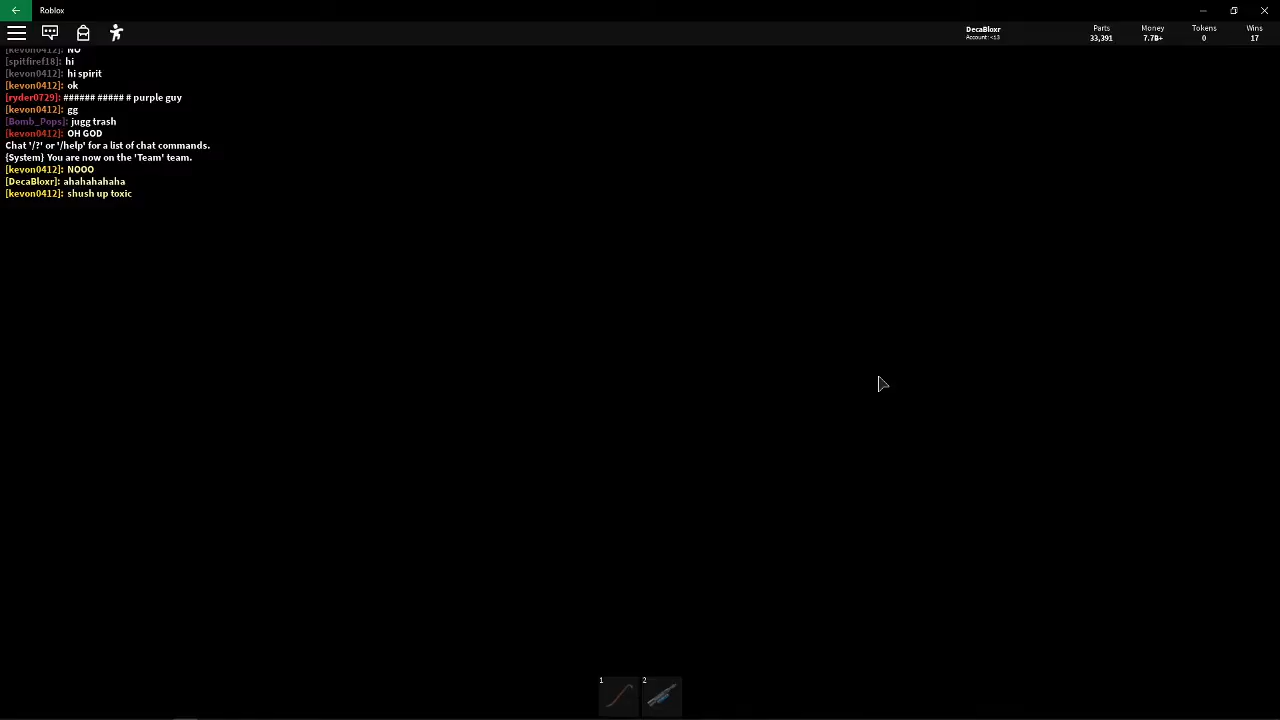 Roblox
DecaBloxr
Account: <13
Parts
33,391
Money
7.7B+
Tokens
0
Wins
17
[kevon0412]: NO
[spitfiref18]: hi
[kevon0412]: hi spirit
[kevon0412]: ok
[ryder0729]: ###### ##### # purple guy
[kevon0412]: gg
[Bomb_Pops]: jugg trash
[kevon0412]: OH GOD
Chat '/?' or '/help' for a list of chat commands.
{System} You are now on the 'Team' team.
[kevon0412]: NOOO
[DecaBloxr]: ahahahahaha
[kevon0412]: shush up toxic
1
2